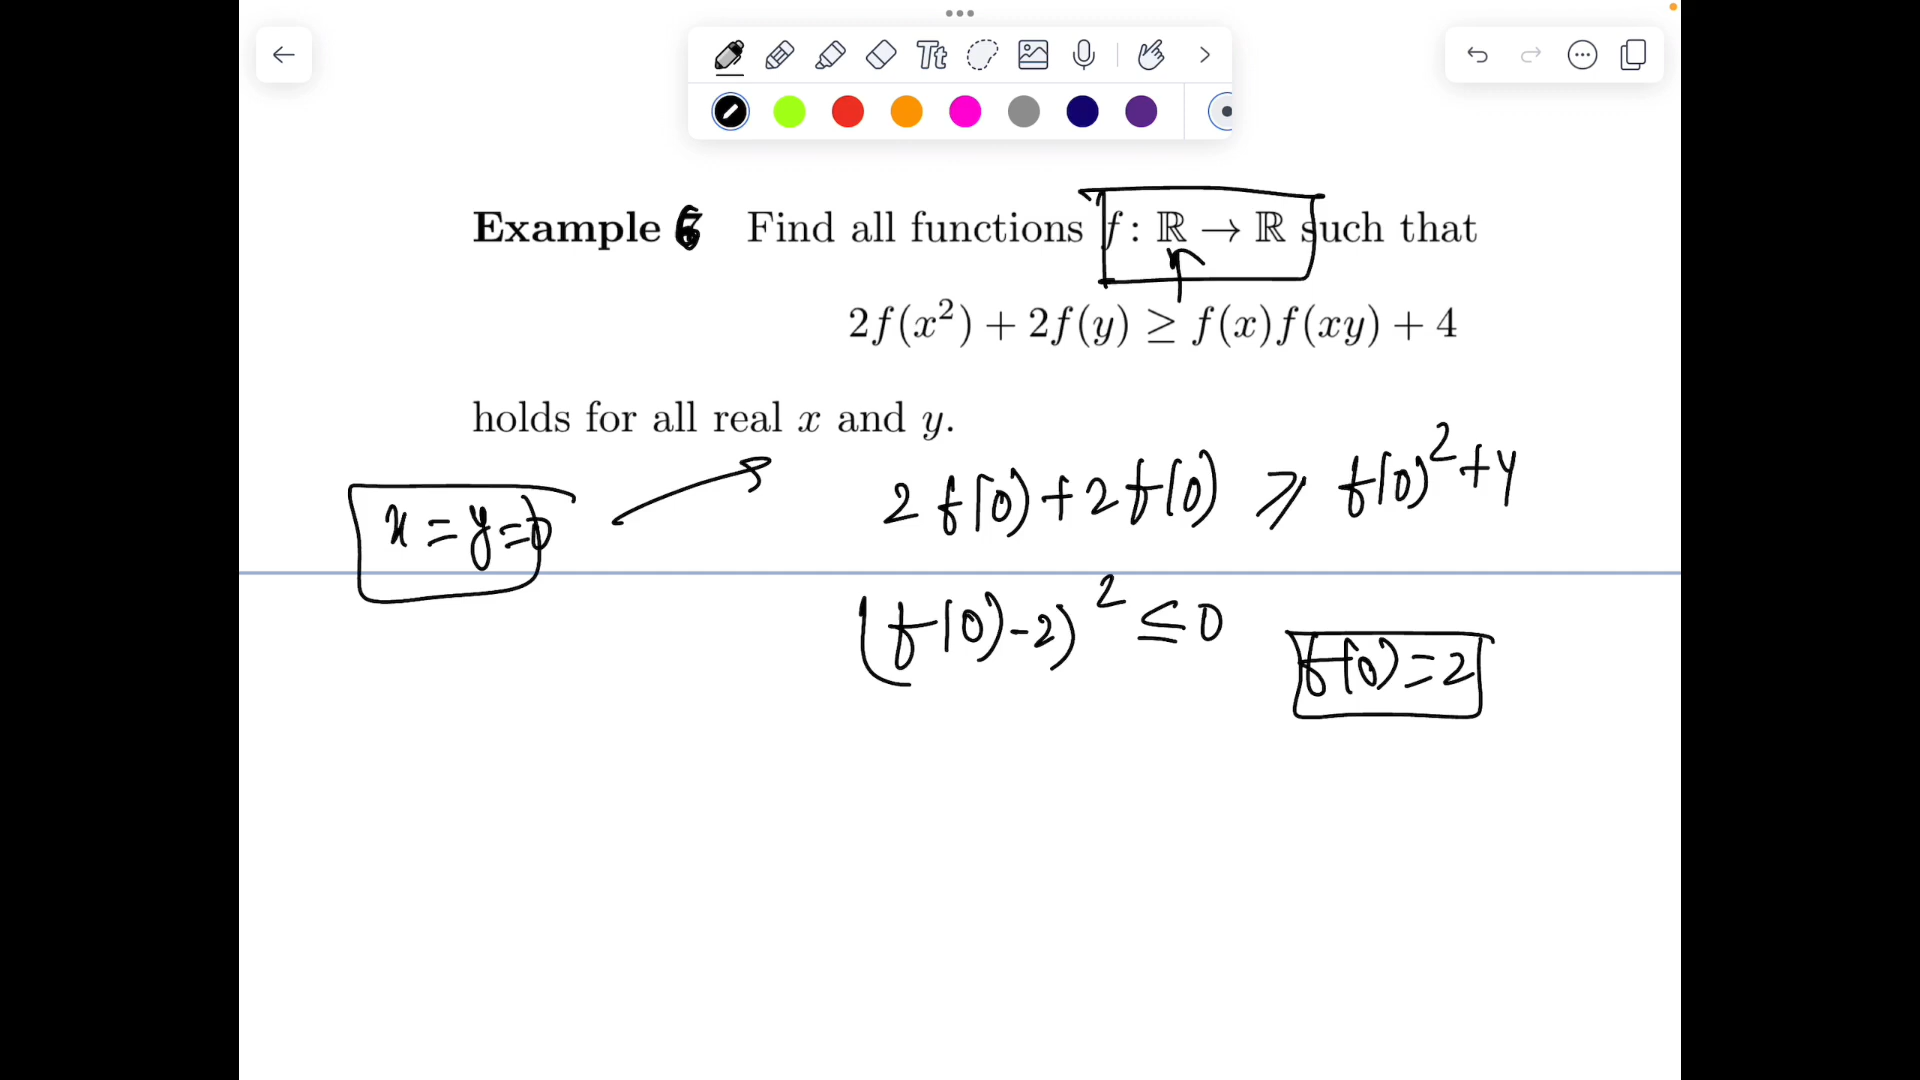 Tt
Example 6 Find all functions f: ℝ → ℝ such that
2f(x²) + 2f(y) ≥ f(x)f(xy) + 4
holds for all real x and y.
2f(0)+2f(0) ≥ f(0)²+4
x=y=0
(f(0)-2)² ≤ 0
f(0)=2